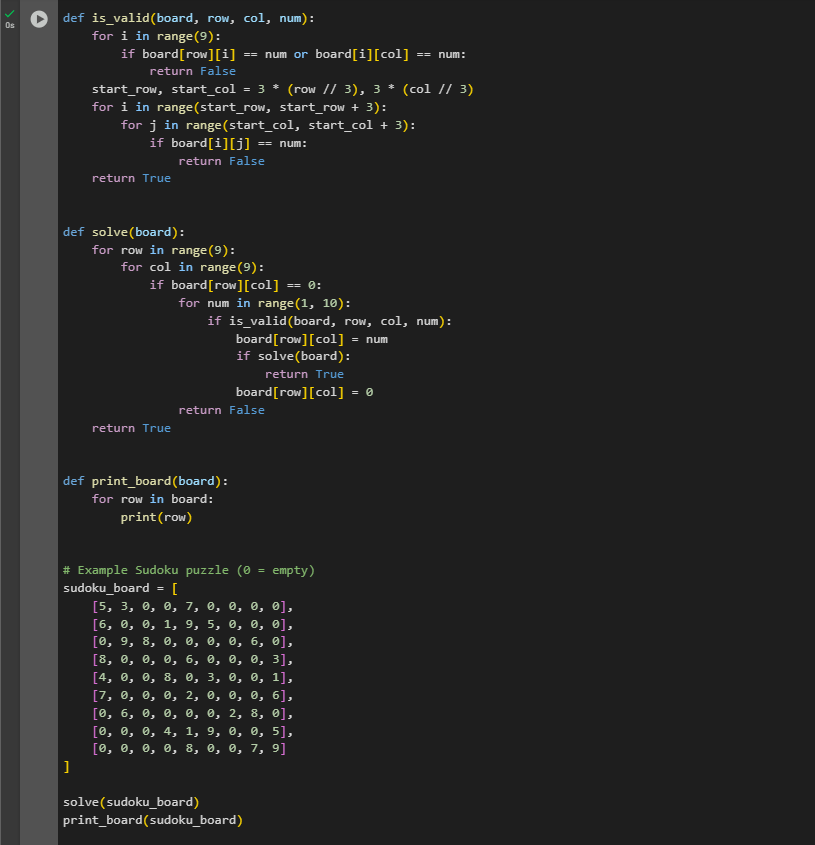 0s
def is_valid(board, row, col, num):
    for i in range(9):
        if board[row][i] == num or board[i][col] == num:
            return False
    start_row, start_col = 3 * (row // 3), 3 * (col // 3)
    for i in range(start_row, start_row + 3):
        for j in range(start_col, start_col + 3):
            if board[i][j] == num:
                return False
    return True
def solve(board):
    for row in range(9):
        for col in range(9):
            if board[row][col] == 0:
                for num in range(1, 10):
                    if is_valid(board, row, col, num):
                        board[row][col] = num
                        if solve(board):
                            return True
                        board[row][col] = 0
                return False
    return True
def print_board(board):
    for row in board:
        print(row)
# Example Sudoku puzzle (0 = empty)
sudoku_board = [
    [5, 3, 0, 0, 7, 0, 0, 0, 0],
    [6, 0, 0, 1, 9, 5, 0, 0, 0],
    [0, 9, 8, 0, 0, 0, 0, 6, 0],
    [8, 0, 0, 0, 6, 0, 0, 0, 3],
    [4, 0, 0, 8, 0, 3, 0, 0, 1],
    [7, 0, 0, 0, 2, 0, 0, 0, 6],
    [0, 6, 0, 0, 0, 0, 2, 8, 0],
    [0, 0, 0, 4, 1, 9, 0, 0, 5],
    [0, 0, 0, 0, 8, 0, 0, 7, 9]
]
solve(sudoku_board)
print_board(sudoku_board)